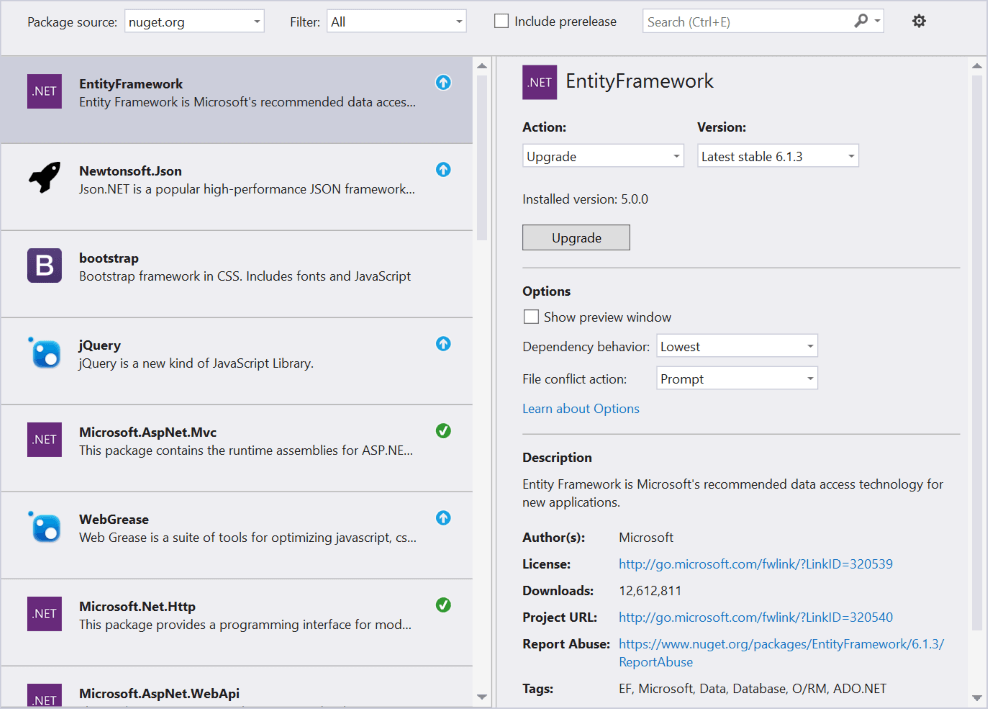 Package source: nuget.org Filter: All Include prerelease Search (Ctrl+E)
.NET EntityFramework
Entity Framework is Microsoft's recommended data acces...
Newtonsoft.Json
Json.NET is a popular high-performance JSON framework...
B bootstrap
Bootstrap framework in CSS. Includes fonts and JavaScript
jQuery
jQuery is a new kind of JavaScript Library.
.NET Microsoft.AspNet.Mvc
This package contains the runtime assemblies for ASP.NE...
WebGrease
Web Grease is a suite of tools for optimizing javascript, cs...
.NET Microsoft.Net.Http
This package provides a programming interface for mod...
.NET Microsoft.AspNet.WebApi
.NET EntityFramework
Action: Version:
Upgrade Latest stable 6.1.3
Installed version: 5.0.0
Upgrade
Options
Show preview window
Dependency behavior: Lowest
File conflict action: Prompt
Learn about Options
Description
Entity Framework is Microsoft's recommended data access technology for
new applications.
Author(s): Microsoft
License: http://go.microsoft.com/fwlink/?LinkID=320539
Downloads: 12,612,811
Project URL: http://go.microsoft.com/fwlink/?LinkID=320540
Report Abuse: https://www.nuget.org/packages/EntityFramework/6.1.3/
ReportAbuse
Tags: EF, Microsoft, Data, Database, O/RM, ADO.NET